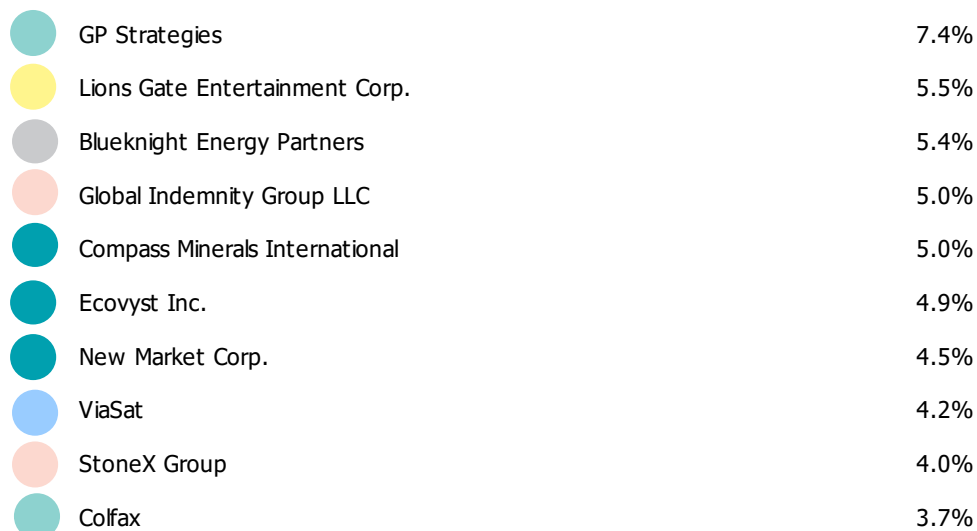 GP Strategies 7.4%
Lions Gate Entertainment Corp. 5.5%
Blueknight Energy Partners 5.4%
Global Indemnity Group LLC 5.0%
Compass Minerals International 5.0%
Ecovyst Inc. 4.9%
New Market Corp. 4.5%
ViaSat 4.2%
StoneX Group 4.0%
Colfax 3.7%